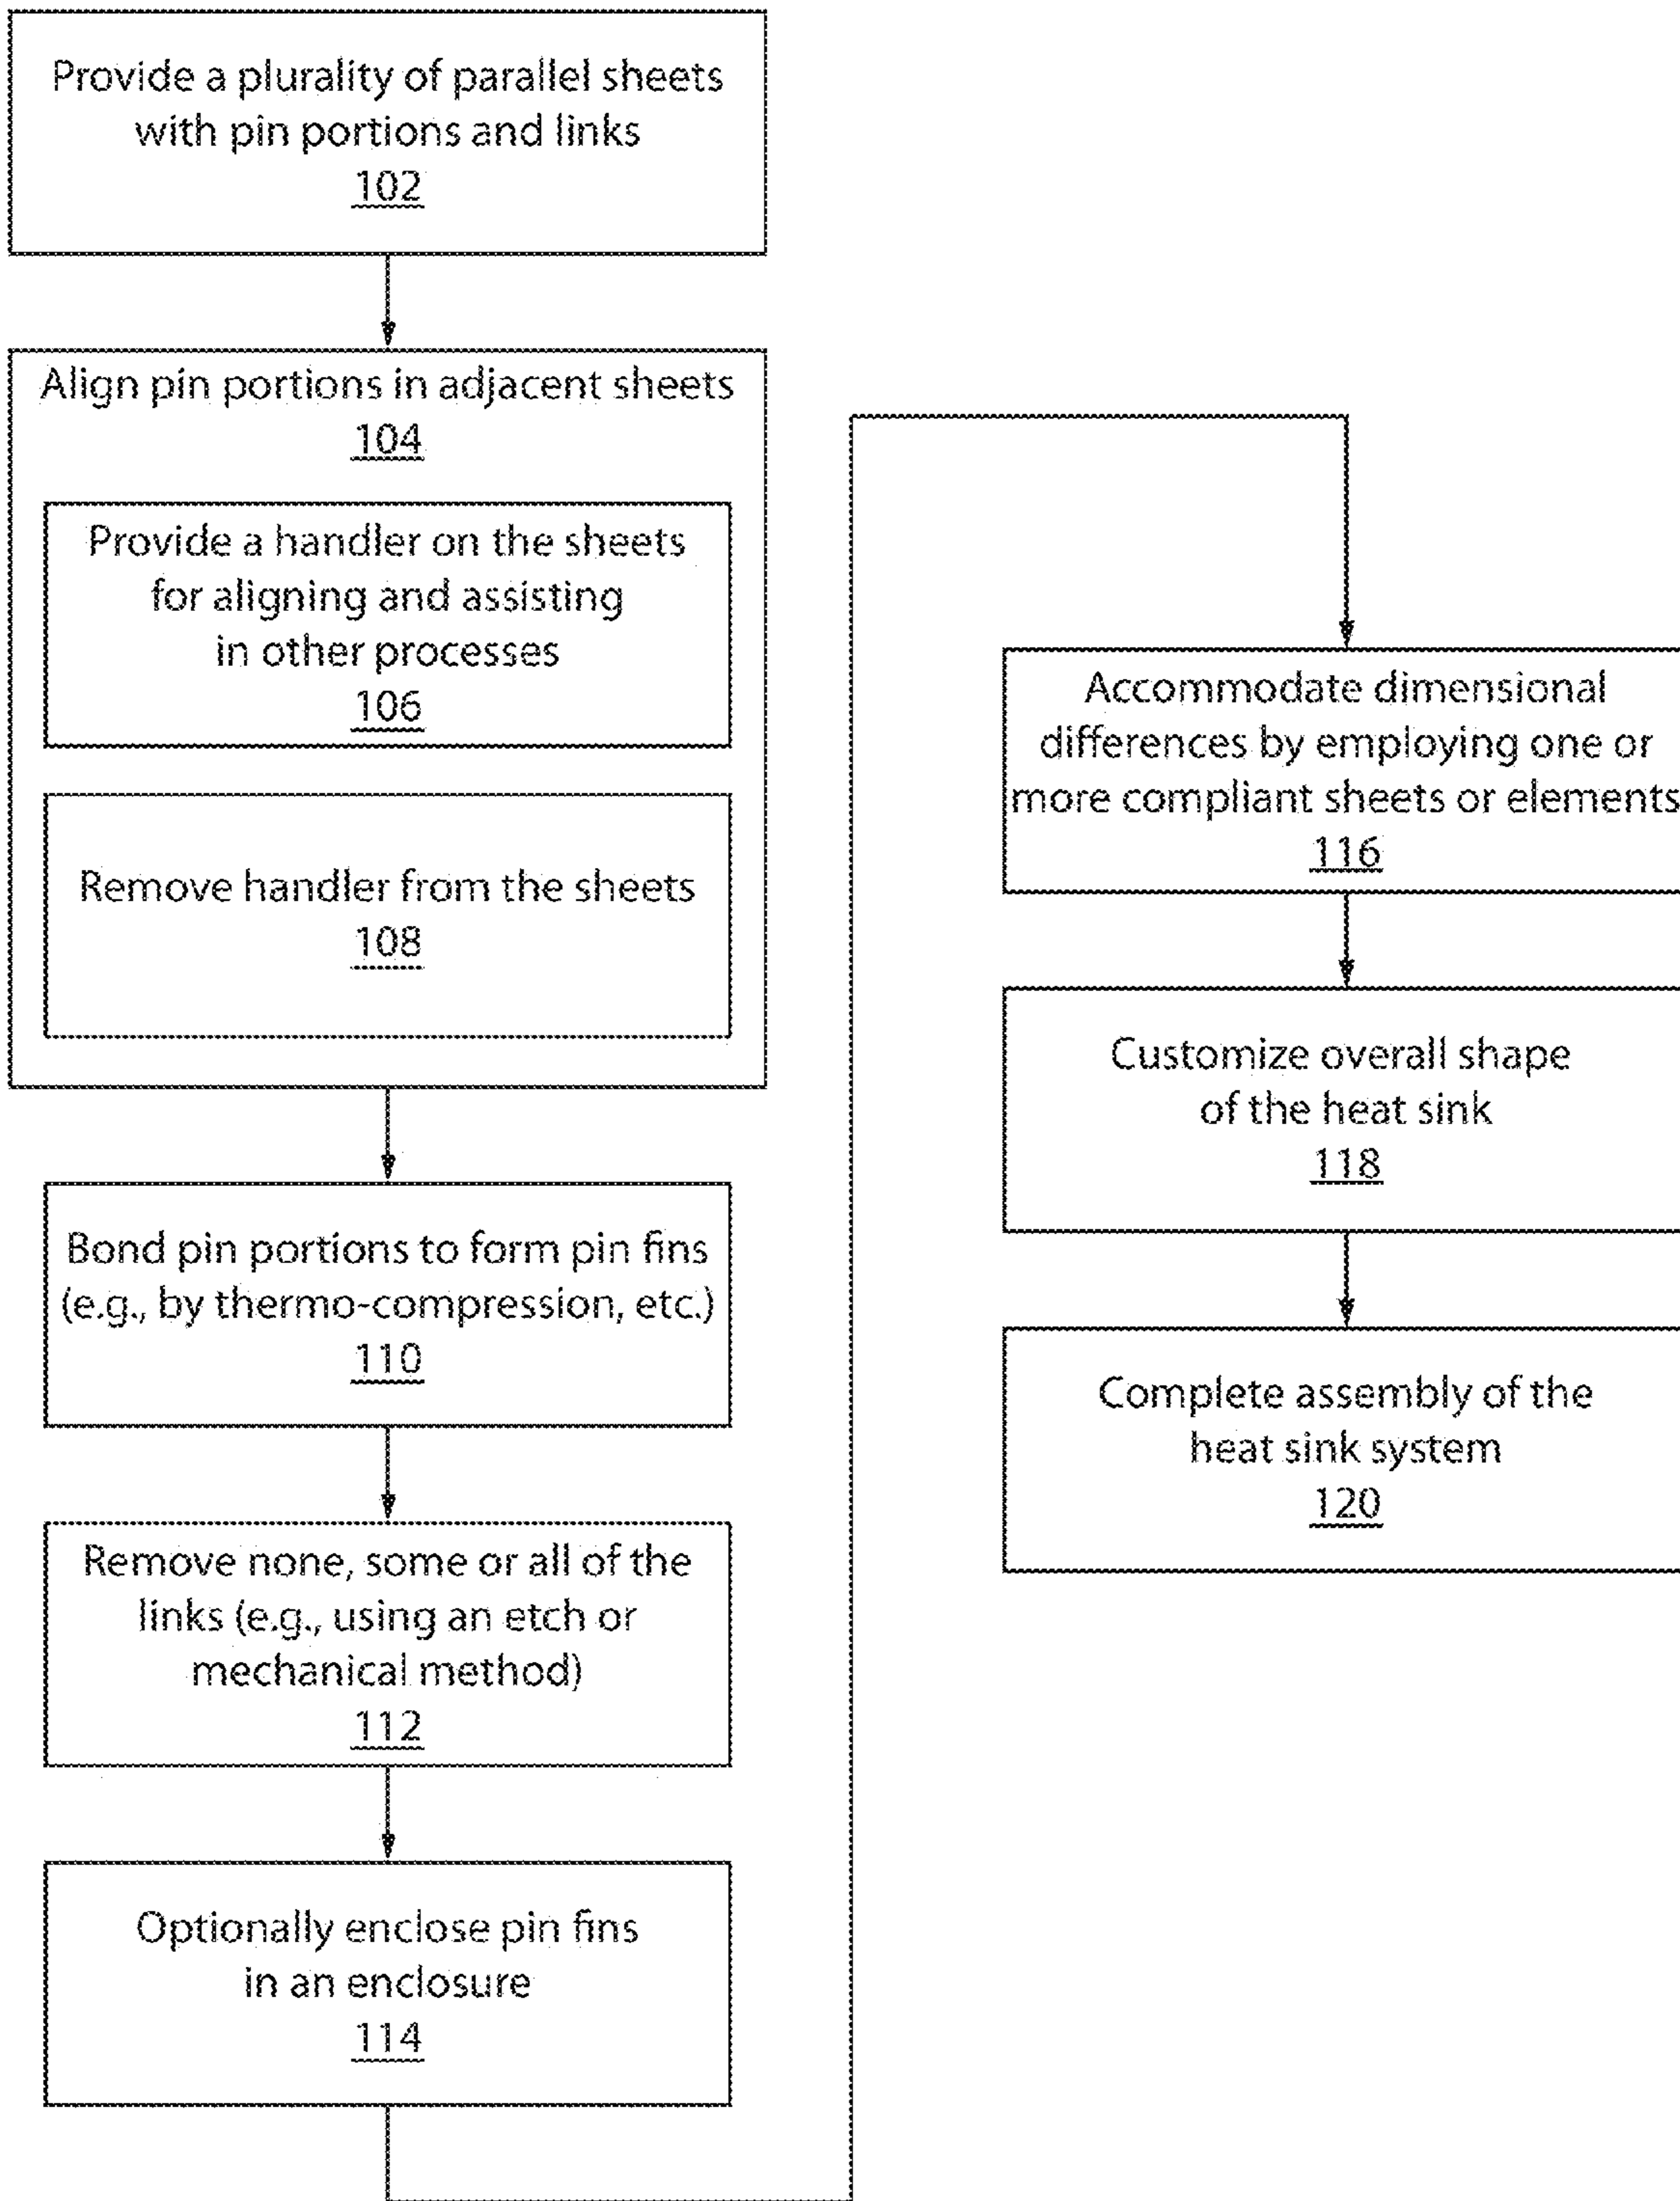 Provide a plurality of parallel sheets
with pin portions and links
102
Align pin portions in adjacent sheets
104
Provide a handler on the sheets
for aligning and assisting
in other processes
106
Remove handler from the sheets
108
Bond pin portions to form pin fins
(e.g., by thermo-compression, etc.)
110
Remove none, some or all of the
links (e.g., using an etch or
mechanical method)
112
Optionally enclose pin fins
in an enclosure
114
Accommodate dimensional
differences by employing one or
more compliant sheets or elements
116
Customize overall shape
of the heat sink
118
Complete assembly of the
heat sink system
120